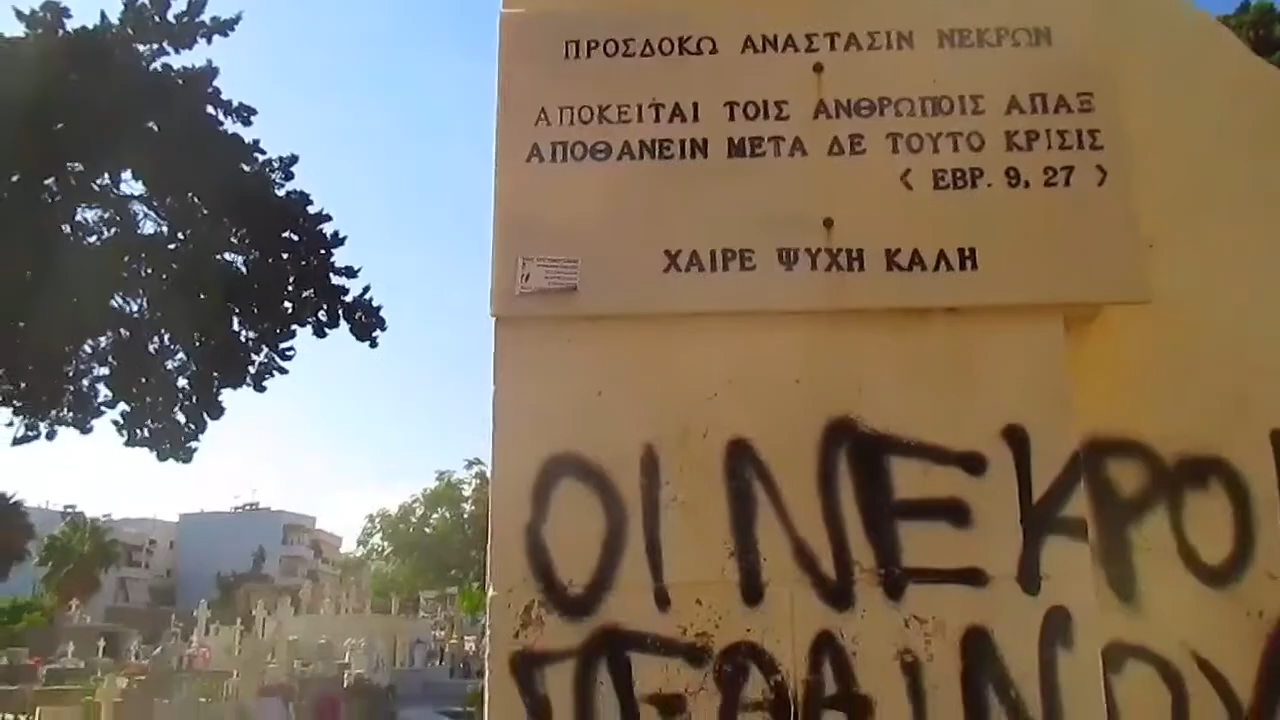 ΠΡΟΣΔΟΚΩ ΑΝΑΣΤΑΣΙΝ ΝΕΚΡΩΝ
ΑΠΟΚΕΙΤΑΙ ΤΟΙΣ ΑΝΘΡΩΠΟΙΣ ΑΠΑΞ
ΑΠΟΘΑΝΕΙΝ ΜΕΤΑ ΔΕ ΤΟΥΤΟ ΚΡΙΣΙΣ
< ΕΒΡ. 9, 27 >
ΧΑΙΡΕ ΨΥΧΗ ΚΑΛΗ
ΟΙ ΝΕΚΡΟΙ